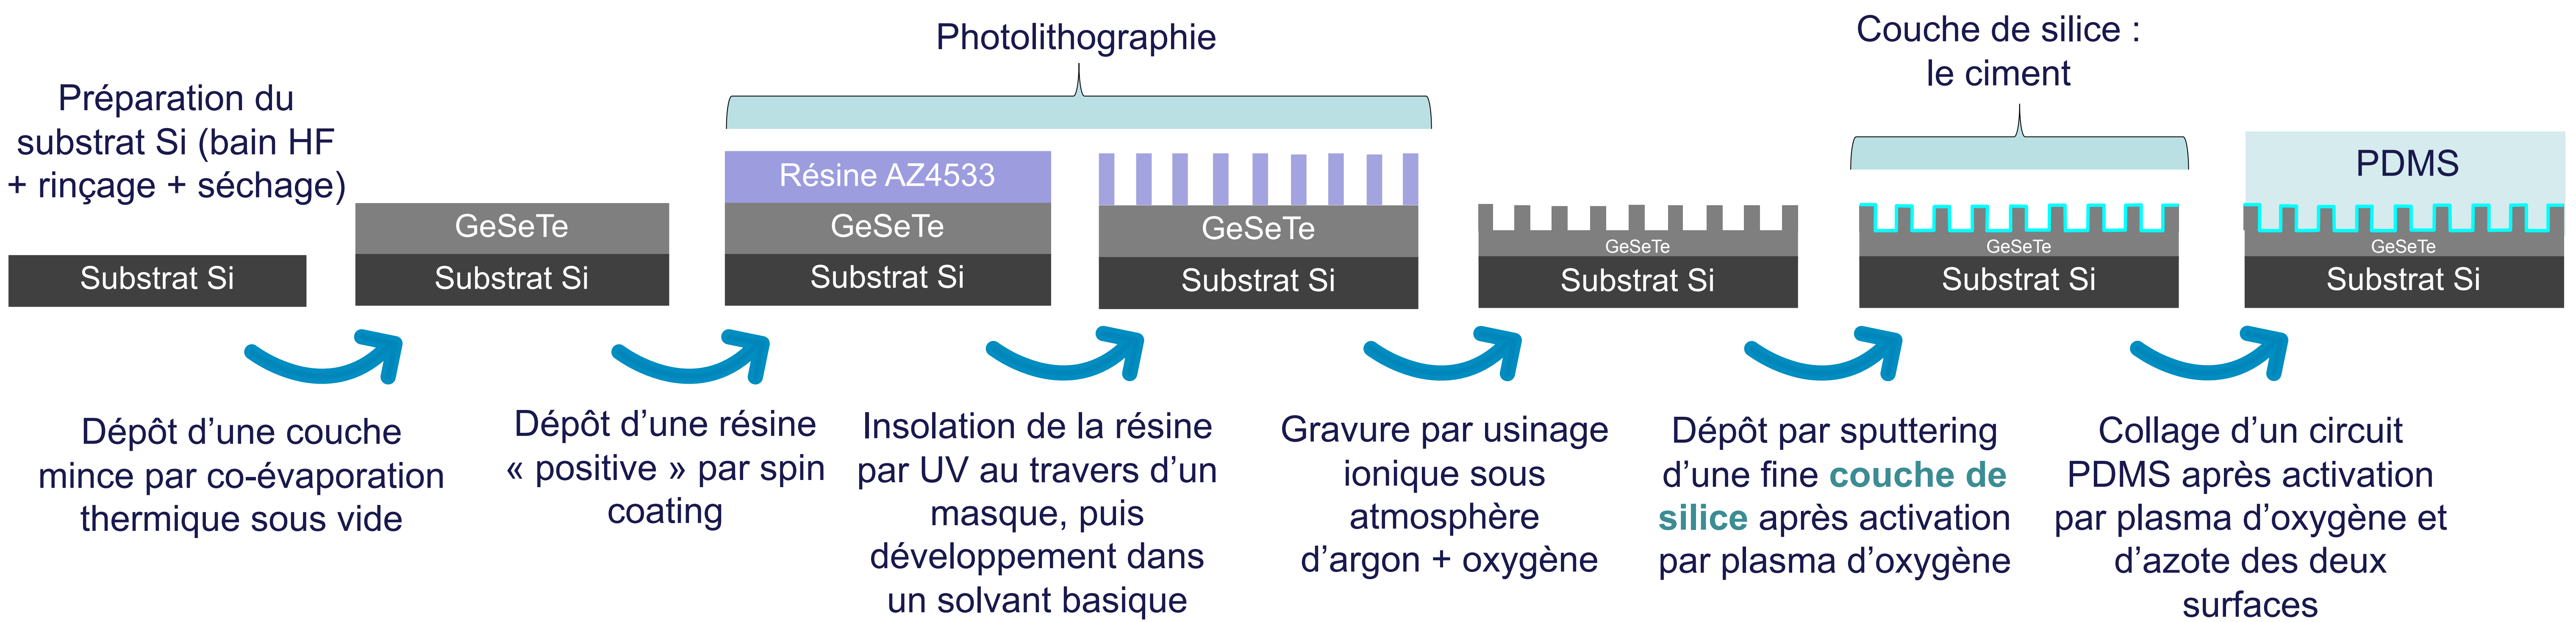 Photolithographie
Couche de silice :
le ciment
Préparation du
substrat Si (bain HF
+ rinçage + séchage)
Substrat Si
GeSeTe
Substrat Si
Résine AZ4533
GeSeTe
Substrat Si
GeSeTe
Substrat Si
GeSeTe
Substrat Si
GeSeTe
Substrat Si
PDMS
GeSeTe
Substrat Si
Dépôt d’une couche
mince par co-évaporation
thermique sous vide
Dépôt d’une résine
« positive » par spin
coating
Insolation de la résine
par UV au travers d’un
masque, puis
développement dans
un solvant basique
Gravure par usinage
ionique sous
atmosphère
d’argon + oxygène
Dépôt par sputtering
d’une fine couche de
silice après activation
par plasma d’oxygène
Collage d’un circuit
PDMS après activation
par plasma d’oxygène et
d’azote des deux
surfaces